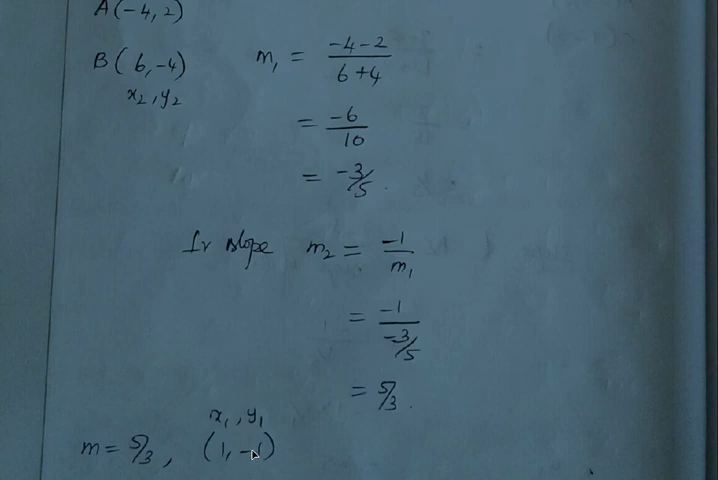 A(-4,2)
B(6,-4)
x2,y2
m1 = -4-2/6+4
= -6/10
= -3/5.
Ir slope m2 = -1/m1
= -1/-3/5
= 5/3.
x1,y1
m = 5/3, (1,-1)